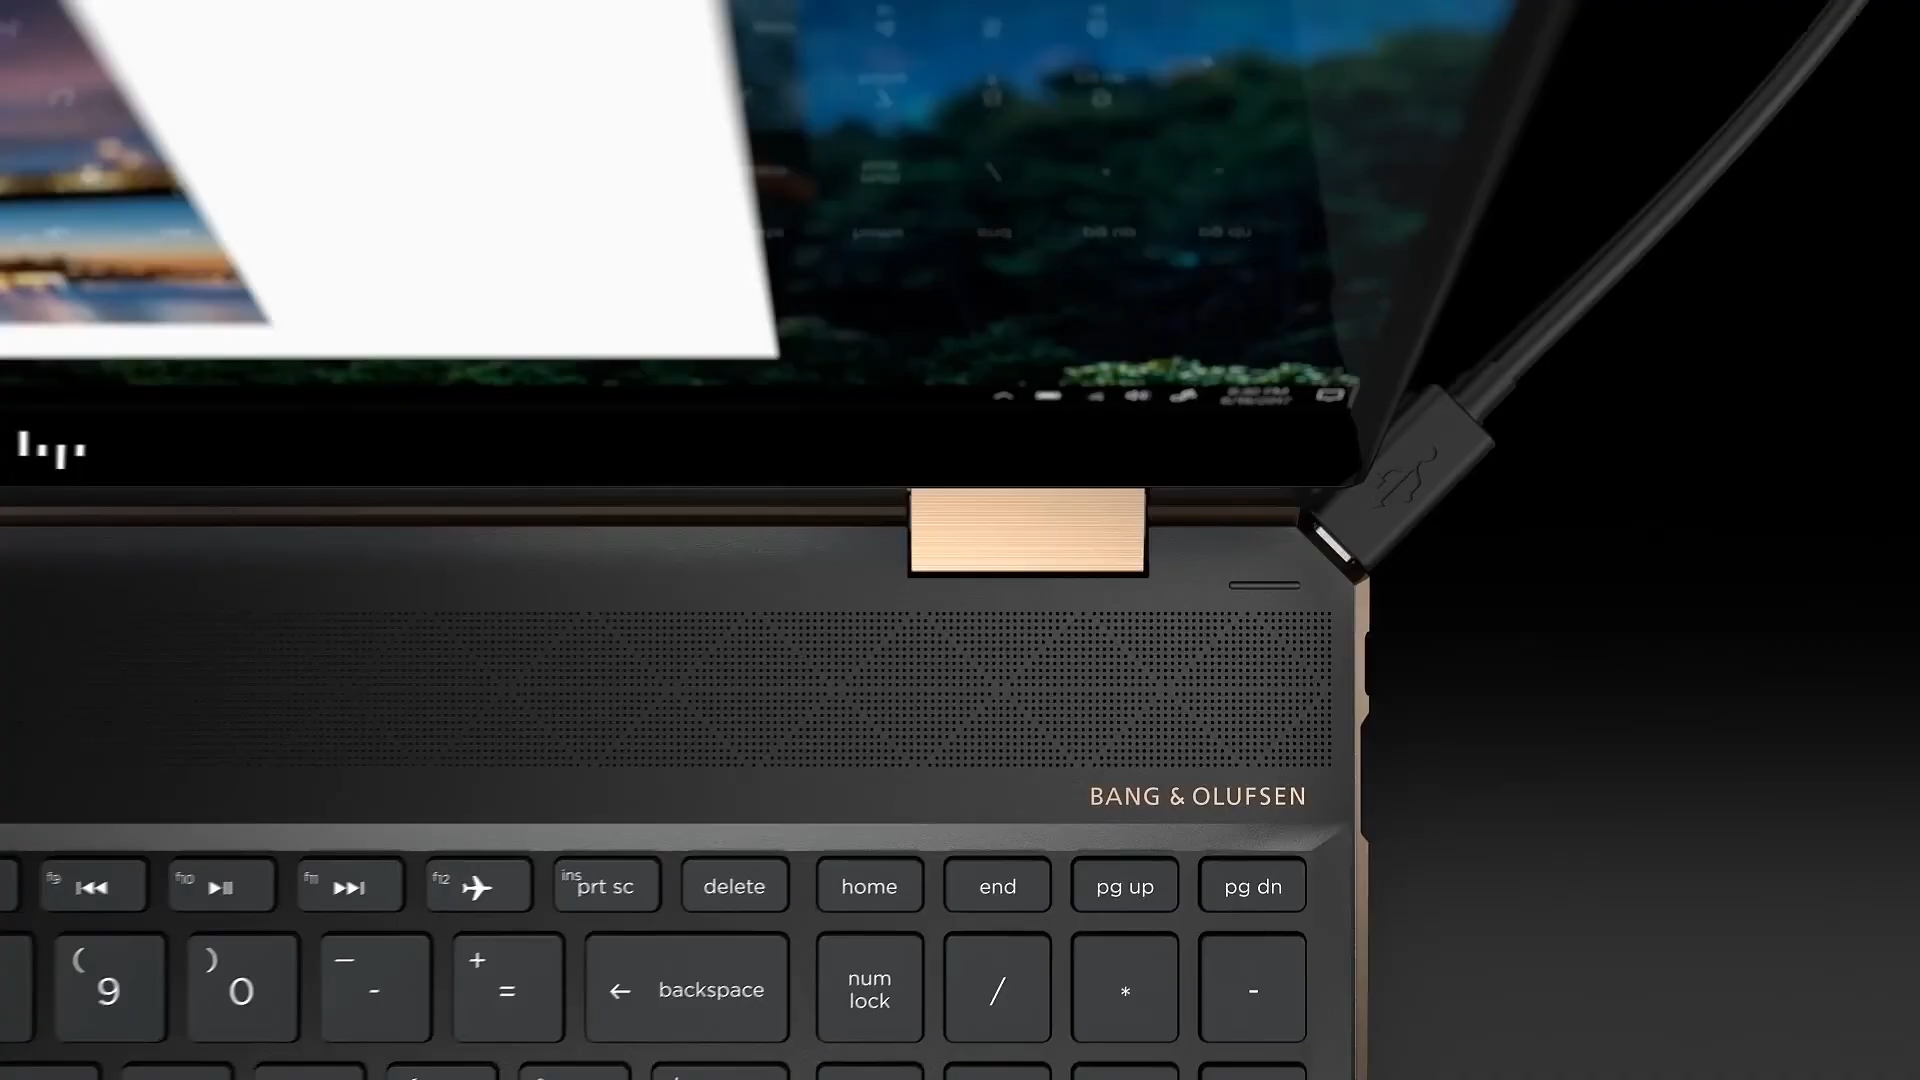 hp
BANG & OLUFSEN
f9
f10
f11
f12
ins
prt sc
delete
home
end
pg up
pg dn
( 9
) 0
— -
+ =
← backspace
num
lock
/
*
-